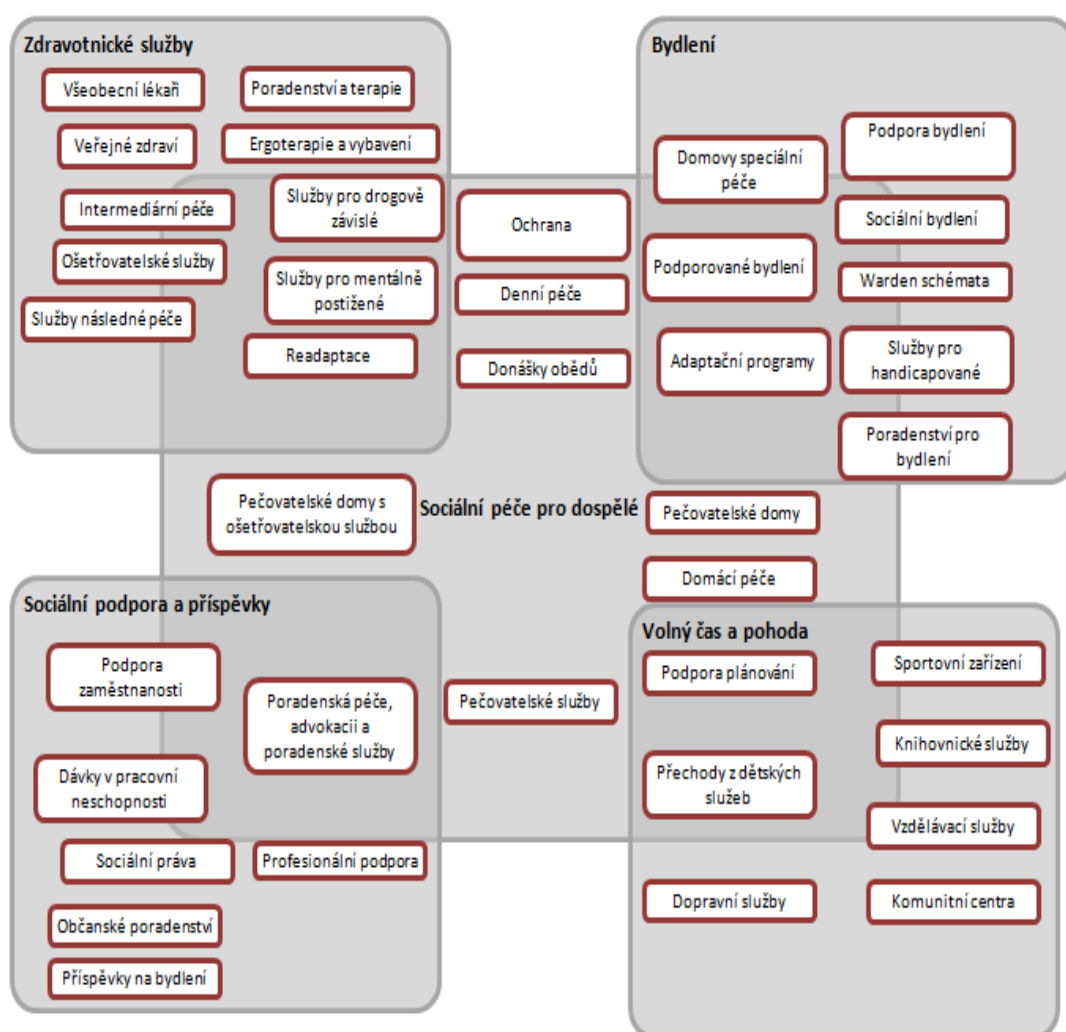 Zdravotnické služby
Všeobecní lékaři
Poradenství a terapie
Veřejné zdraví
Ergoterapie a vybavení
Intermediární péče
Služby pro drogově
závislé
Ošetřovatelské služby
Služby pro mentálně
postižené
Služby následné péče
Readaptace
Ochrana
Denní péče
Donášky obědů
Bydlení
Domovy speciální
péče
Podpora bydlení
Sociální bydlení
Podporované bydlení
Warden schémata
Adaptační programy
Služby pro
handicapované
Poradenství pro
bydlení
Pečovatelské domy s
ošetřovatelskou službou
Sociální péče pro dospělé
Pečovatelské domy
Domácí péče
Sociální podpora a příspěvky
Podpora
zaměstnanosti
Poradenská péče,
advokacii a
poradenské služby
Pečovatelské služby
Dávky v pracovní
neschopnosti
Sociální práva
Profesionální podpora
Občanské poradenství
Příspěvky na bydlení
Volný čas a pohoda
Podpora plánování
Sportovní zařízení
Knihovnické služby
Přechody z dětských
služeb
Vzdělávací služby
Dopravní služby
Komunitní centra